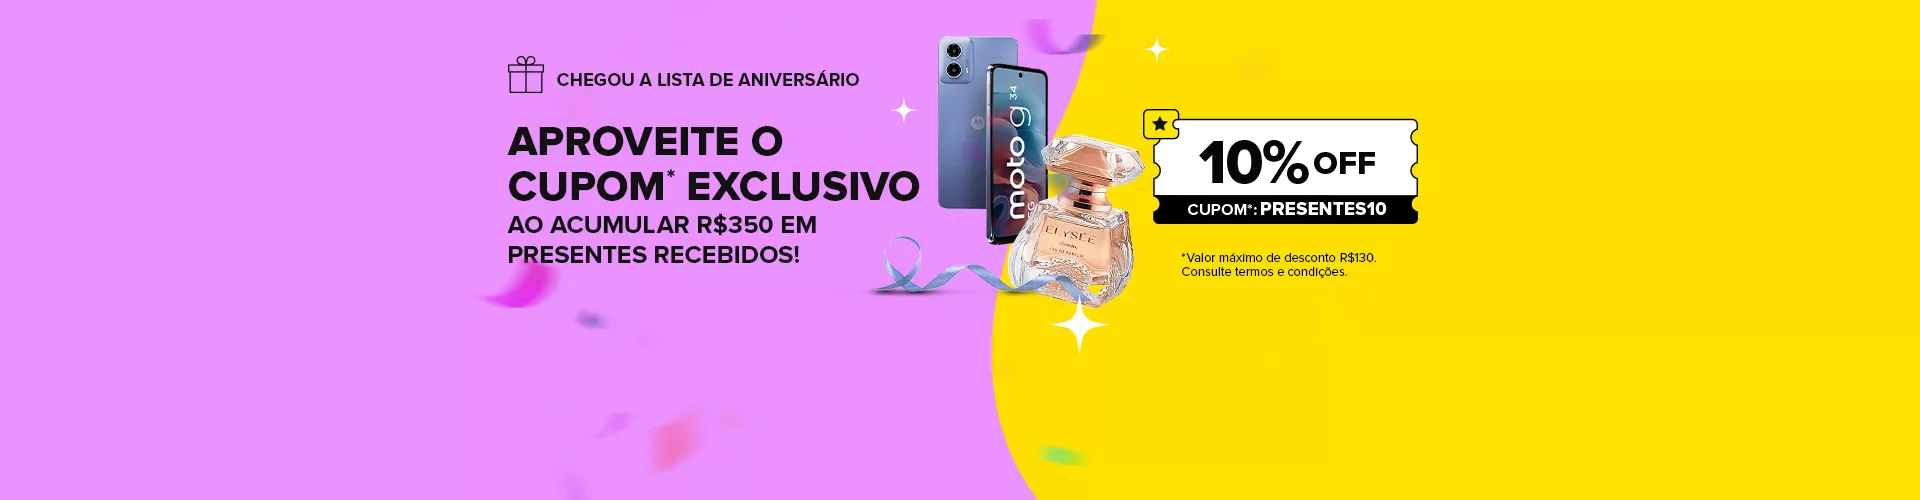 CHEGOU A LISTA DE ANIVERSÁRIO
APROVEITE O
CUPOM* EXCLUSIVO
AO ACUMULAR R$350 EM
PRESENTES RECEBIDOS!
moto g 34
5G
ELYSÉE
10% OFF
CUPOM*: PRESENTES10
*Valor máximo de desconto R$130.
Consulte termos e condições.